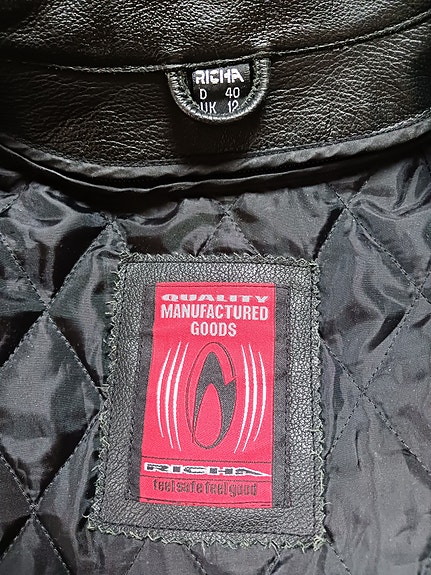 RICHA
D 40
UK 12
QUALITY
MANUFACTURED
GOODS
RICHA
feel safe feel good